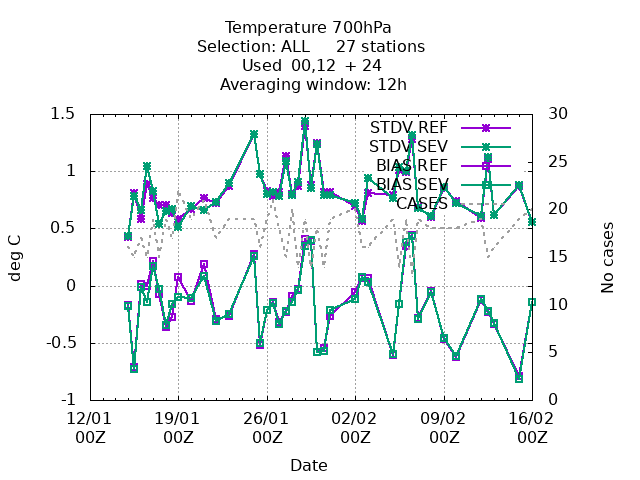 Temperature 700hPa
Selection: ALL 27 stations
Used 00,12 + 24
Averaging window: 12h
1.5
1
0.5
0
-0.5
-1
deg C
30
25
20
15
10
5
0
No cases
STDV REF
STDV SEV
BIAS REF
BIAS SEV
CASES
12/01 19/01 26/01 02/02 09/02 16/02
00Z 00Z 00Z 00Z 00Z 00Z
Date